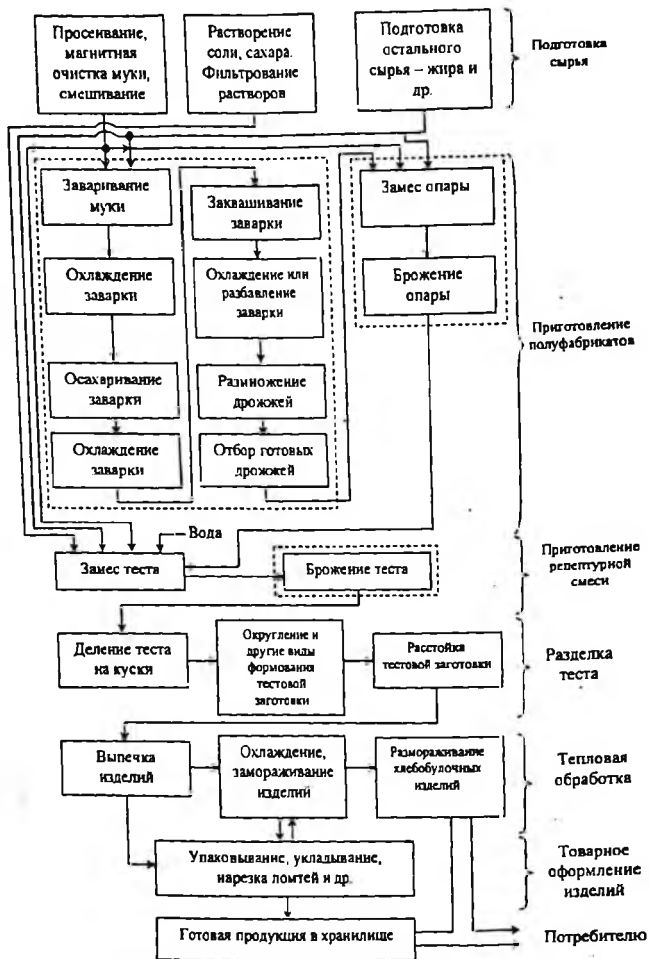 Просеивание,
магнитная
очистка муки,
смешивание
Растворение
соли, сахара.
Фильтрование
растворов
Подготовка
остального
сырья – жира и
др.
Подготовка
сырья
Заваривание
муки
Охлаждение
заварки
Осахаривание
заварки
Охлаждение
заварки
Заквашивание
заварки
Охлаждение или
разбавление
заварки
Размножение
дрожжей
Отбор готовых
дрожжей
Замес опары
Брожение
опары
Приготовление
полуфабрикатов
Вода
Замес теста
Брожение теста
Приготовление
рецептурной
смеси
Деление теста
на куски
Округление и
другие виды
формования
тестовой
заготовки
Расстойка
тестовой заготовки
Разделка
теста
Выпечка
изделий
Охлаждение,
замораживание
изделий
Размораживание
хлебобулочных
изделий
Тепловая
обработка
Упаковывание, укладывание,
нарезка ломтей и др.
Товарное
оформление
изделий
Готовая продукция в хранилище
Потребителю